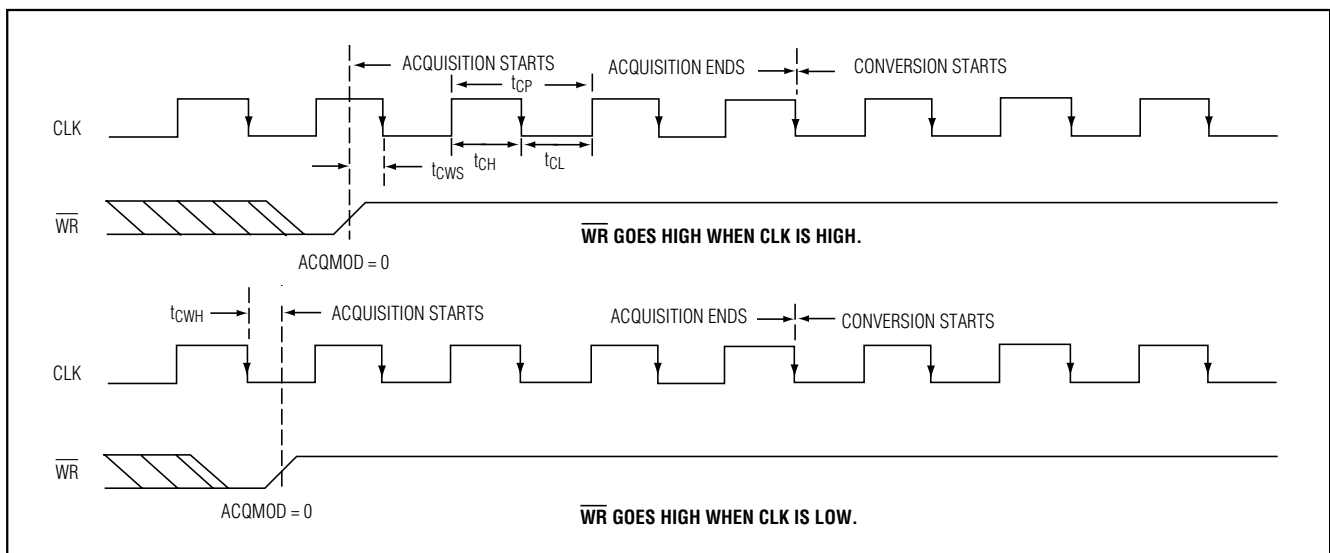 ACQUISITION STARTS
ACQUISITION ENDS
CONVERSION STARTS
tCP
CLK
tCWS
tCH
tCL
WR
WR GOES HIGH WHEN CLK IS HIGH.
ACQMOD = 0
tCWH
ACQUISITION STARTS
ACQUISITION ENDS
CONVERSION STARTS
CLK
WR
ACQMOD = 0
WR GOES HIGH WHEN CLK IS LOW.